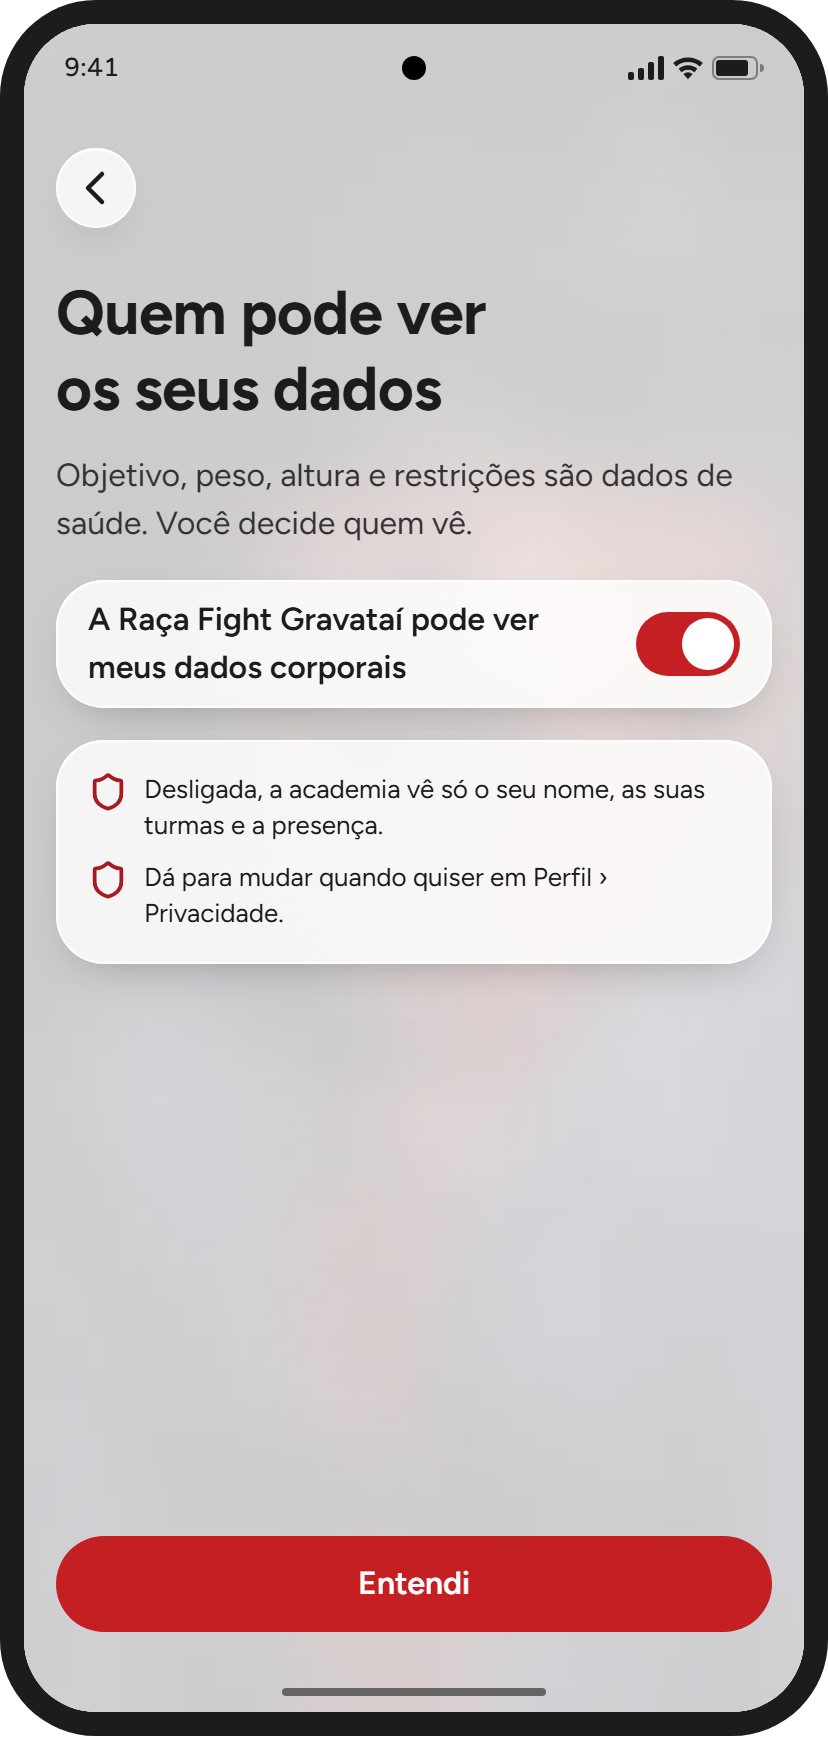 9:41
Quem pode ver
os seus dados
Objetivo, peso, altura e restrições são dados de
saúde. Você decide quem vê.
A Raça Fight Gravataí pode ver
meus dados corporais
Desligada, a academia vê só o seu nome, as suas
turmas e a presença.
Dá para mudar quando quiser em Perfil ›
Privacidade.
Entendi